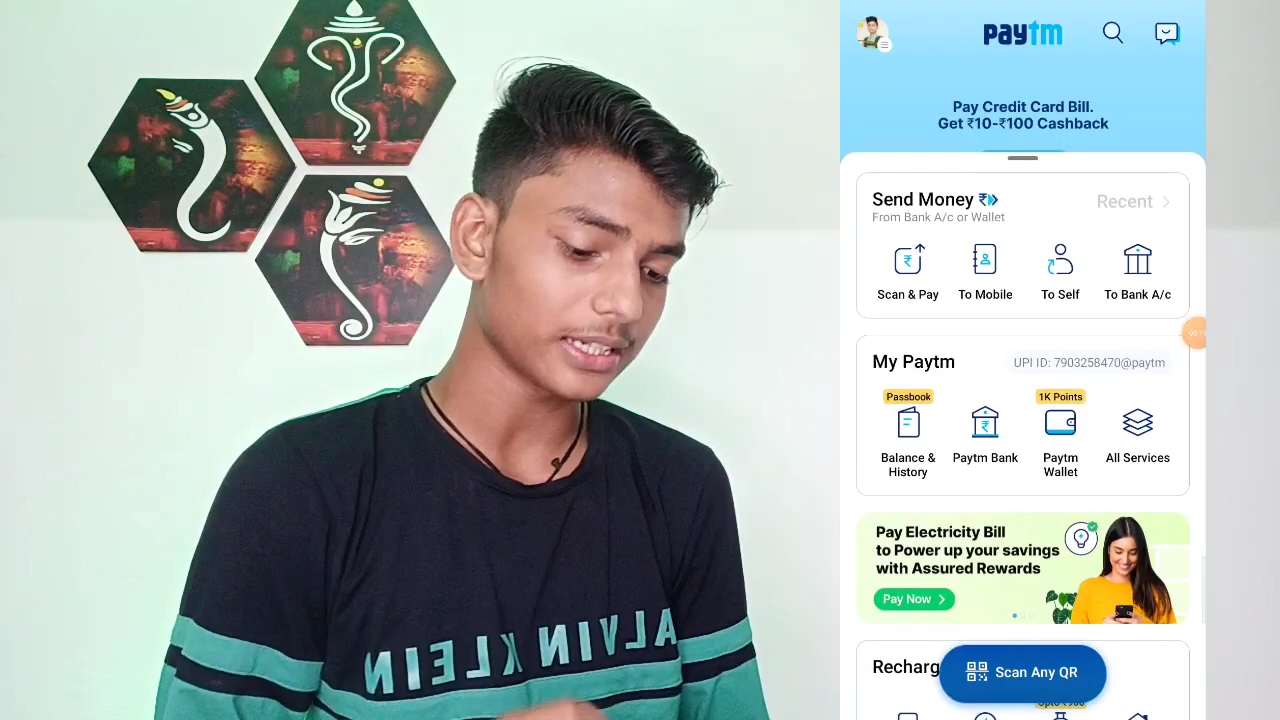 paytm
Pay Credit Card Bill.
Get ₹10-₹100 Cashback
Send Money
Recent
From Bank A/c or Wallet
Scan & Pay
To Mobile
To Self
To Bank A/c
My Paytm
UPI ID: 7903258470@paytm
Passbook
1K Points
Balance &
History
Paytm Bank
Paytm
Wallet
All Services
Pay Electricity Bill
to Power up your savings
with Assured Rewards
Pay Now
Recharg
Scan Any QR
ALVIN KLEIN